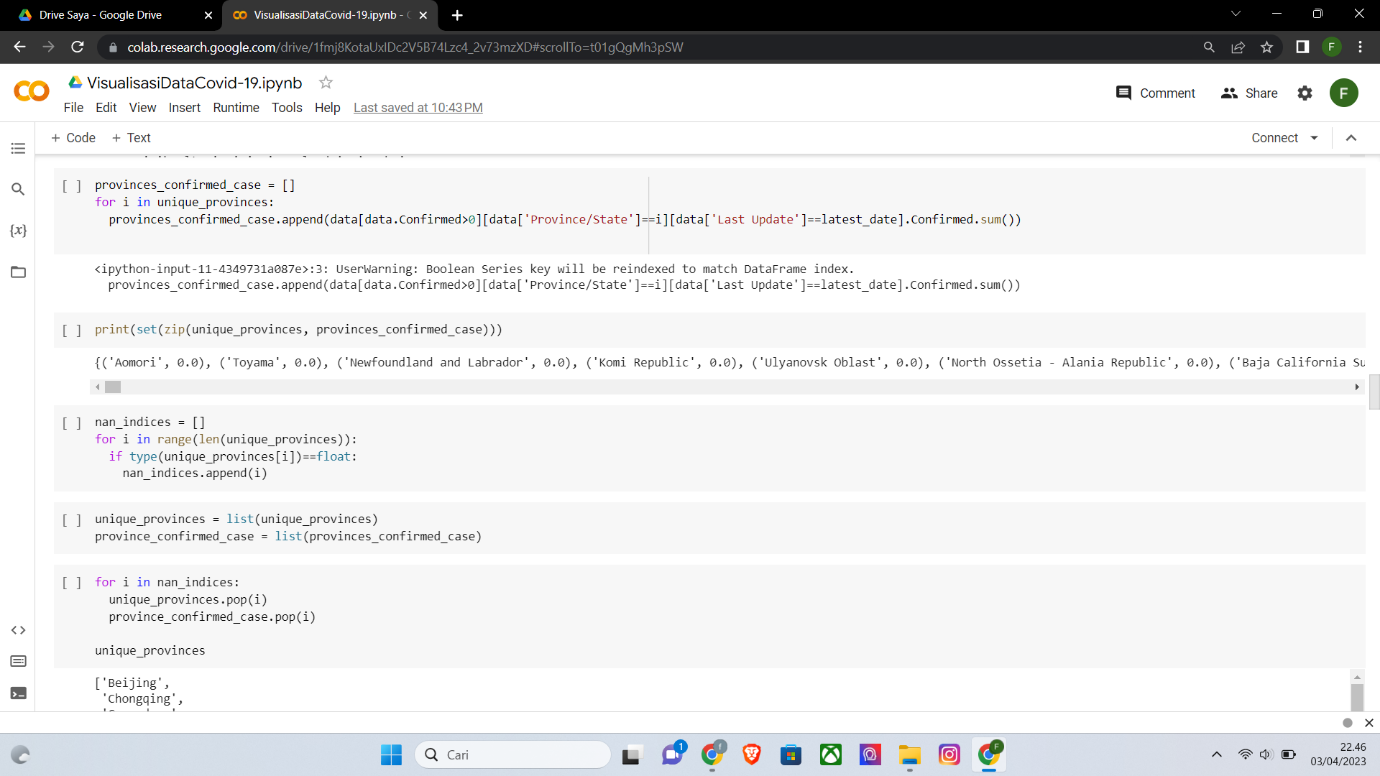 Drive Saya - Google Drive
VisualisasiDataCovid-19.ipynb -
colab.research.google.com/drive/1fmj8KotaUxIDc2V5B74Lzc4_2v73mzXD#scrollTo=t01gQgMh3pSW
F
VisualisasiDataCovid-19.ipynb
File Edit View Insert Runtime Tools Help Last saved at 10:43 PM
Comment Share F
+ Code + Text
Connect
[ ] provinces_confirmed_case = []
for i in unique_provinces:
provinces_confirmed_case.append(data[data.Confirmed>0][data['Province/State']==i][data['Last Update']==latest_date].Confirmed.sum())
<ipython-input-11-4349731a087e>:3: UserWarning: Boolean Series key will be reindexed to match DataFrame index.
provinces_confirmed_case.append(data[data.Confirmed>0][data['Province/State']==i][data['Last Update']==latest_date].Confirmed.sum())
[ ] print(set(zip(unique_provinces, provinces_confirmed_case)))
{('Aomori', 0.0), ('Toyama', 0.0), ('Newfoundland and Labrador', 0.0), ('Komi Republic', 0.0), ('Ulyanovsk Oblast', 0.0), ('North Ossetia - Alania Republic', 0.0), ('Baja California Su
[ ] nan_indices = []
for i in range(len(unique_provinces)):
if type(unique_provinces[i])==float:
nan_indices.append(i)
[ ] unique_provinces = list(unique_provinces)
province_confirmed_case = list(provinces_confirmed_case)
[ ] for i in nan_indices:
unique_provinces.pop(i)
province_confirmed_case.pop(i)
unique_provinces
['Beijing',
'Chongqing',
{x}
Cari
1
22.46
03/04/2023